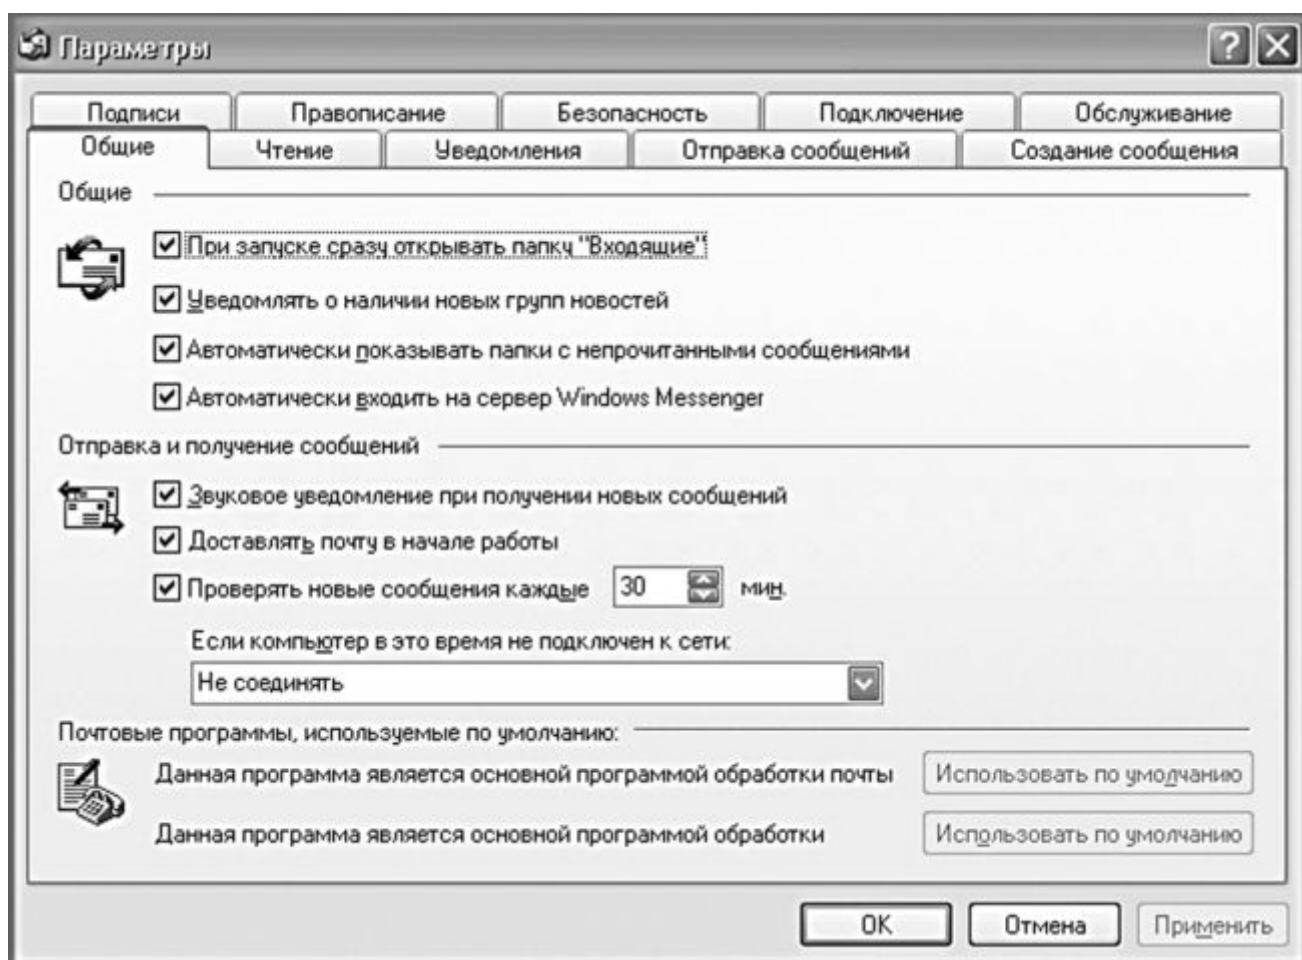 Параметры
Подписи Правописание Безопасность Подключение Обслуживание
Общие Чтение Уведомления Отправка сообщений Создание сообщения
Общие
При запуске сразу открывать папку "Входящие"
Уведомлять о наличии новых групп новостей
Автоматически показывать папки с непрочитанными сообщениями
Автоматически входить на сервер Windows Messenger
Отправка и получение сообщений
Звуковое уведомление при получении новых сообщений
Доставлять почту в начале работы
Проверять новые сообщения каждые 30 мин.
Если компьютер в это время не подключен к сети:
Не соединять
Почтовые программы, используемые по умолчанию:
Данная программа является основной программой обработки почты Использовать по умолчанию
Данная программа является основной программой обработки Использовать по умолчанию
OK Отмена Применить